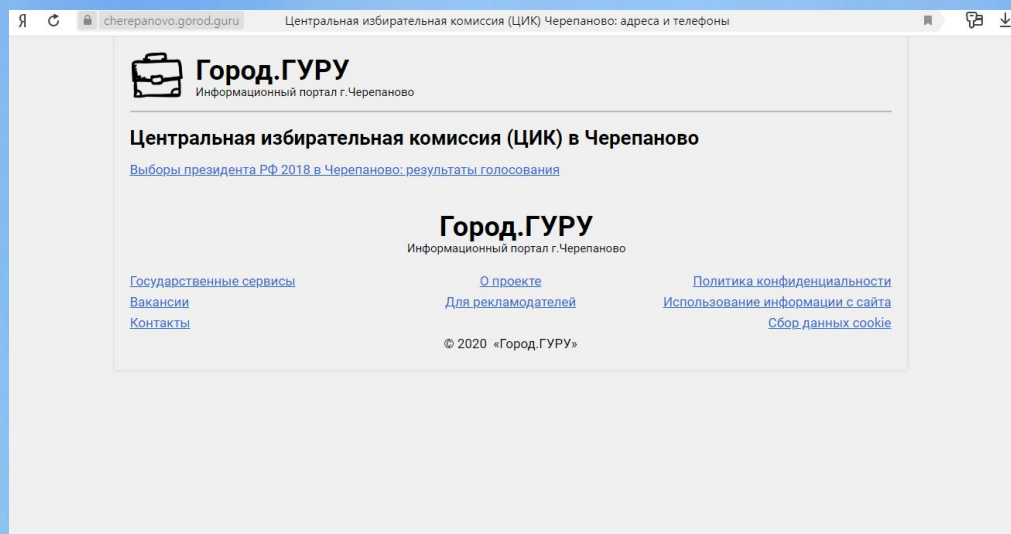 Я cherepanovo.gorod.guru Центральная избирательная комиссия (ЦИК) Черепаново: адреса и телефоны
Город.ГУРУ
Информационный портал г.Черепаново
Центральная избирательная комиссия (ЦИК) в Черепаново
Выборы президента РФ 2018 в Черепаново: результаты голосования
Город.ГУРУ
Информационный портал г.Черепаново
Государственные сервисы О проекте Политика конфиденциальности
Вакансии Для рекламодателей Использование информации с сайта
Контакты Сбор данных cookie
© 2020 «Город.ГУРУ»